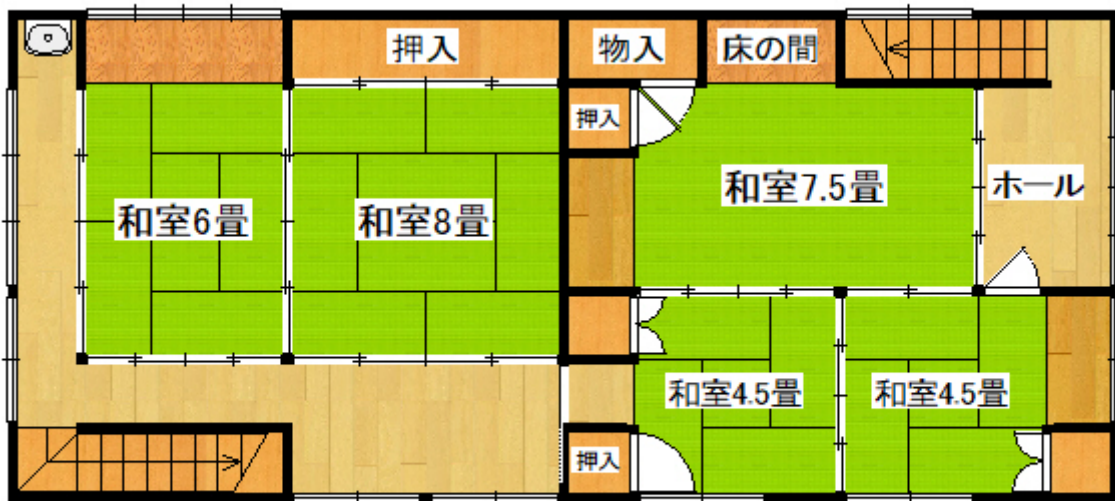 押入
物入
床の間
押入
和室6畳
和室8畳
和室7.5畳
ホール
和室4.5畳
和室4.5畳
押入